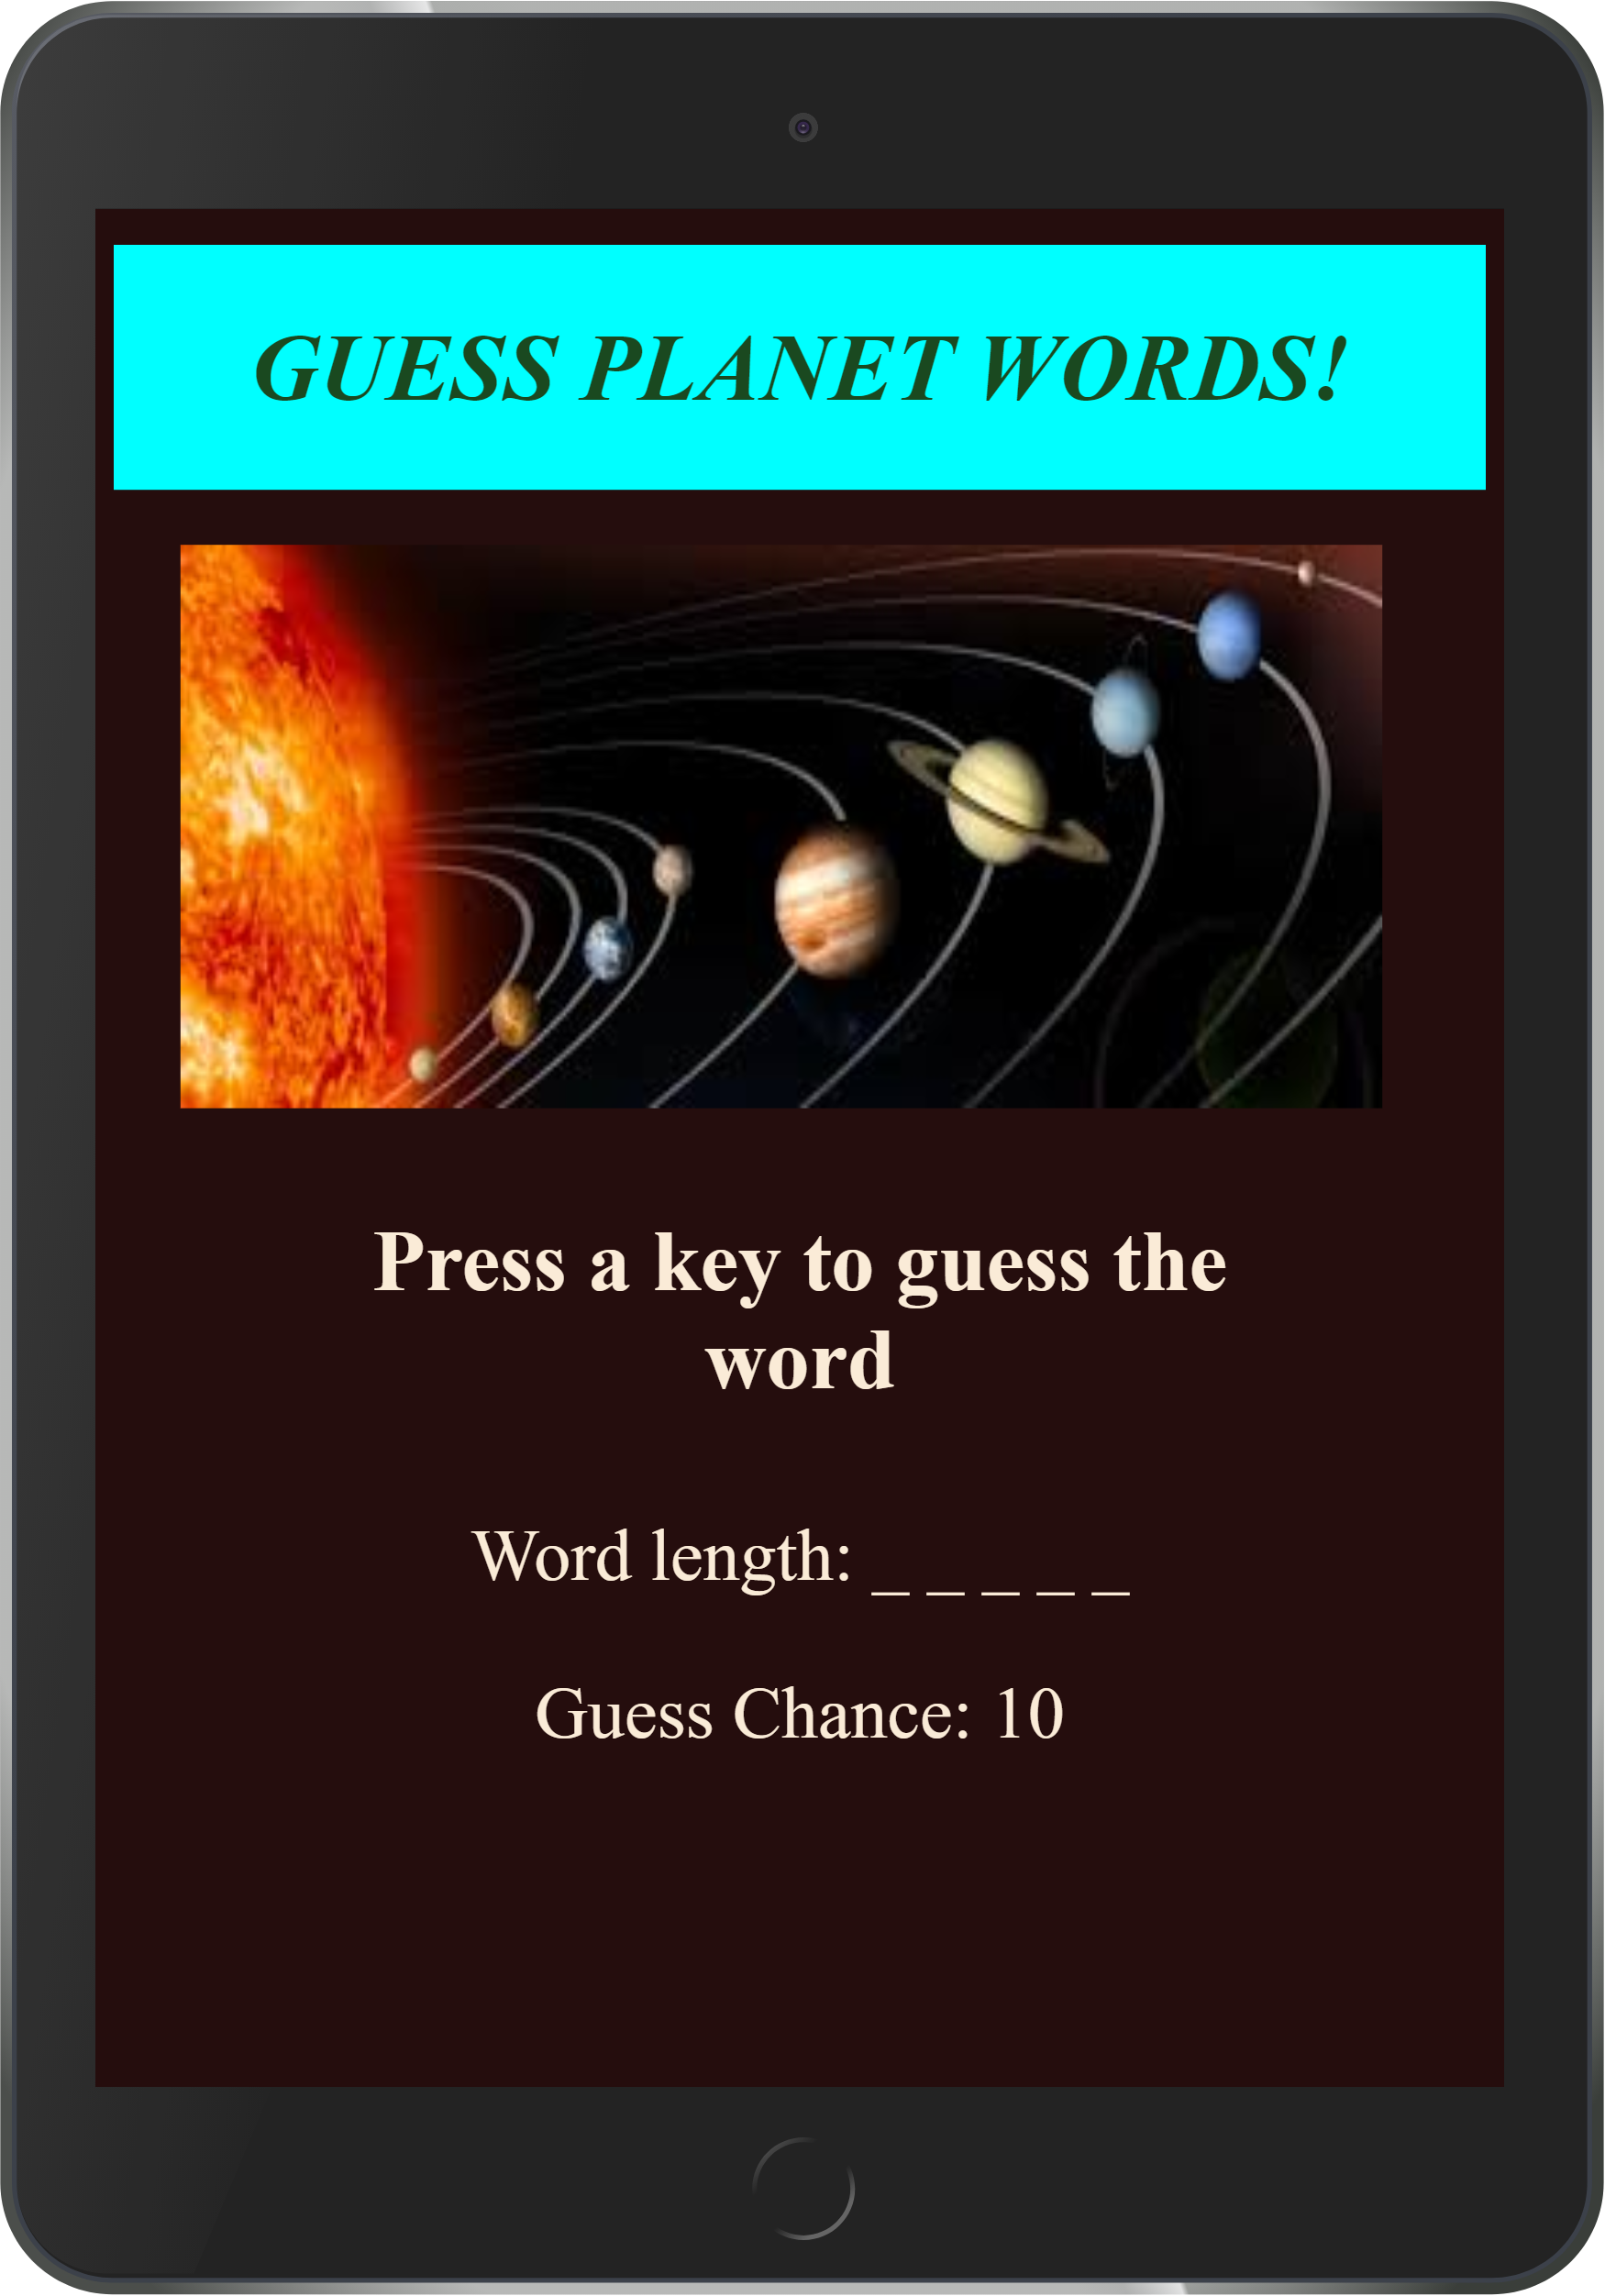 GUESS PLANET WORDS!
Press a key to guess the
word
Word length: _ _ _ _ _
Guess Chance: 10